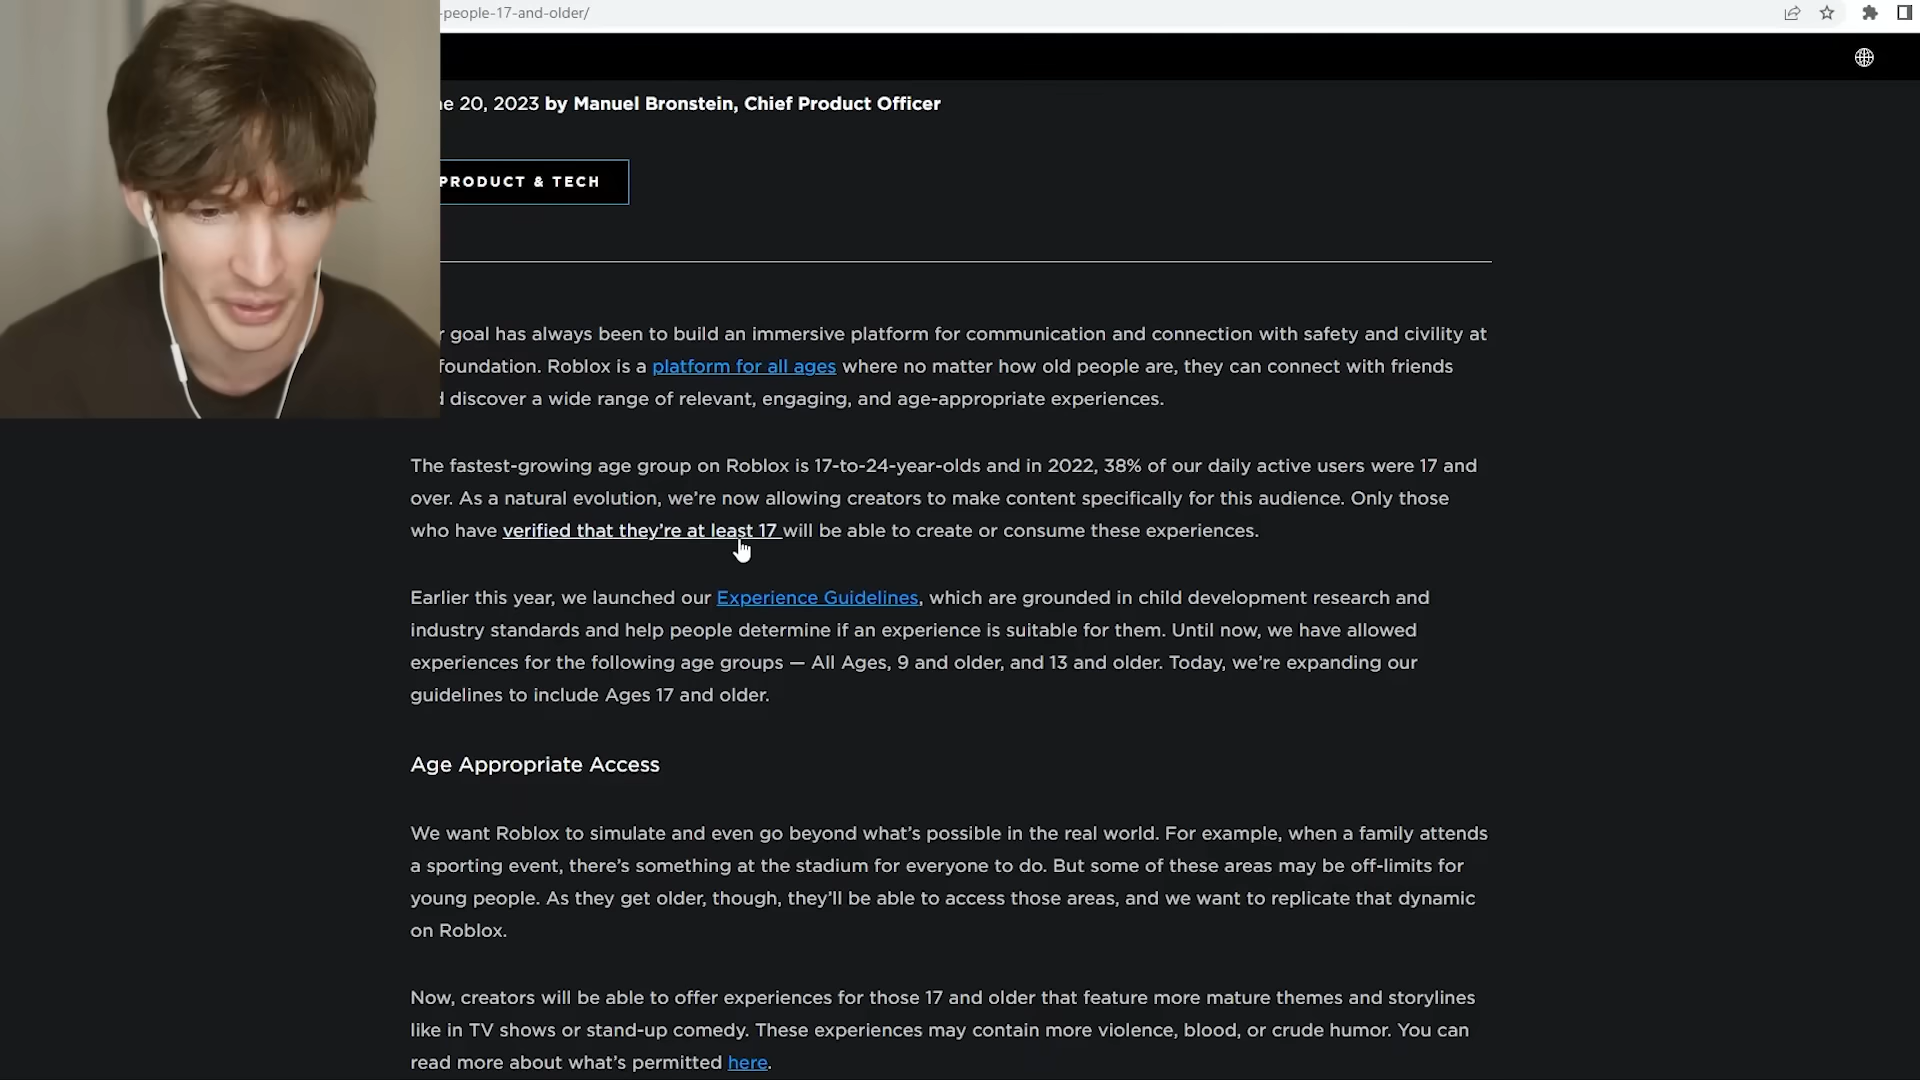 -people-17-and-older/
e 20, 2023 by Manuel Bronstein, Chief Product Officer
PRODUCT & TECH
r goal has always been to build an immersive platform for communication and connection with safety and civility at
foundation. Roblox is a platform for all ages where no matter how old people are, they can connect with friends
d discover a wide range of relevant, engaging, and age-appropriate experiences.
The fastest-growing age group on Roblox is 17-to-24-year-olds and in 2022, 38% of our daily active users were 17 and
over. As a natural evolution, we're now allowing creators to make content specifically for this audience. Only those
who have verified that they're at least 17 will be able to create or consume these experiences.
Earlier this year, we launched our Experience Guidelines, which are grounded in child development research and
industry standards and help people determine if an experience is suitable for them. Until now, we have allowed
experiences for the following age groups — All Ages, 9 and older, and 13 and older. Today, we're expanding our
guidelines to include Ages 17 and older.
Age Appropriate Access
We want Roblox to simulate and even go beyond what's possible in the real world. For example, when a family attends
a sporting event, there's something at the stadium for everyone to do. But some of these areas may be off-limits for
young people. As they get older, though, they'll be able to access those areas, and we want to replicate that dynamic
on Roblox.
Now, creators will be able to offer experiences for those 17 and older that feature more mature themes and storylines
like in TV shows or stand-up comedy. These experiences may contain more violence, blood, or crude humor. You can
read more about what's permitted here.